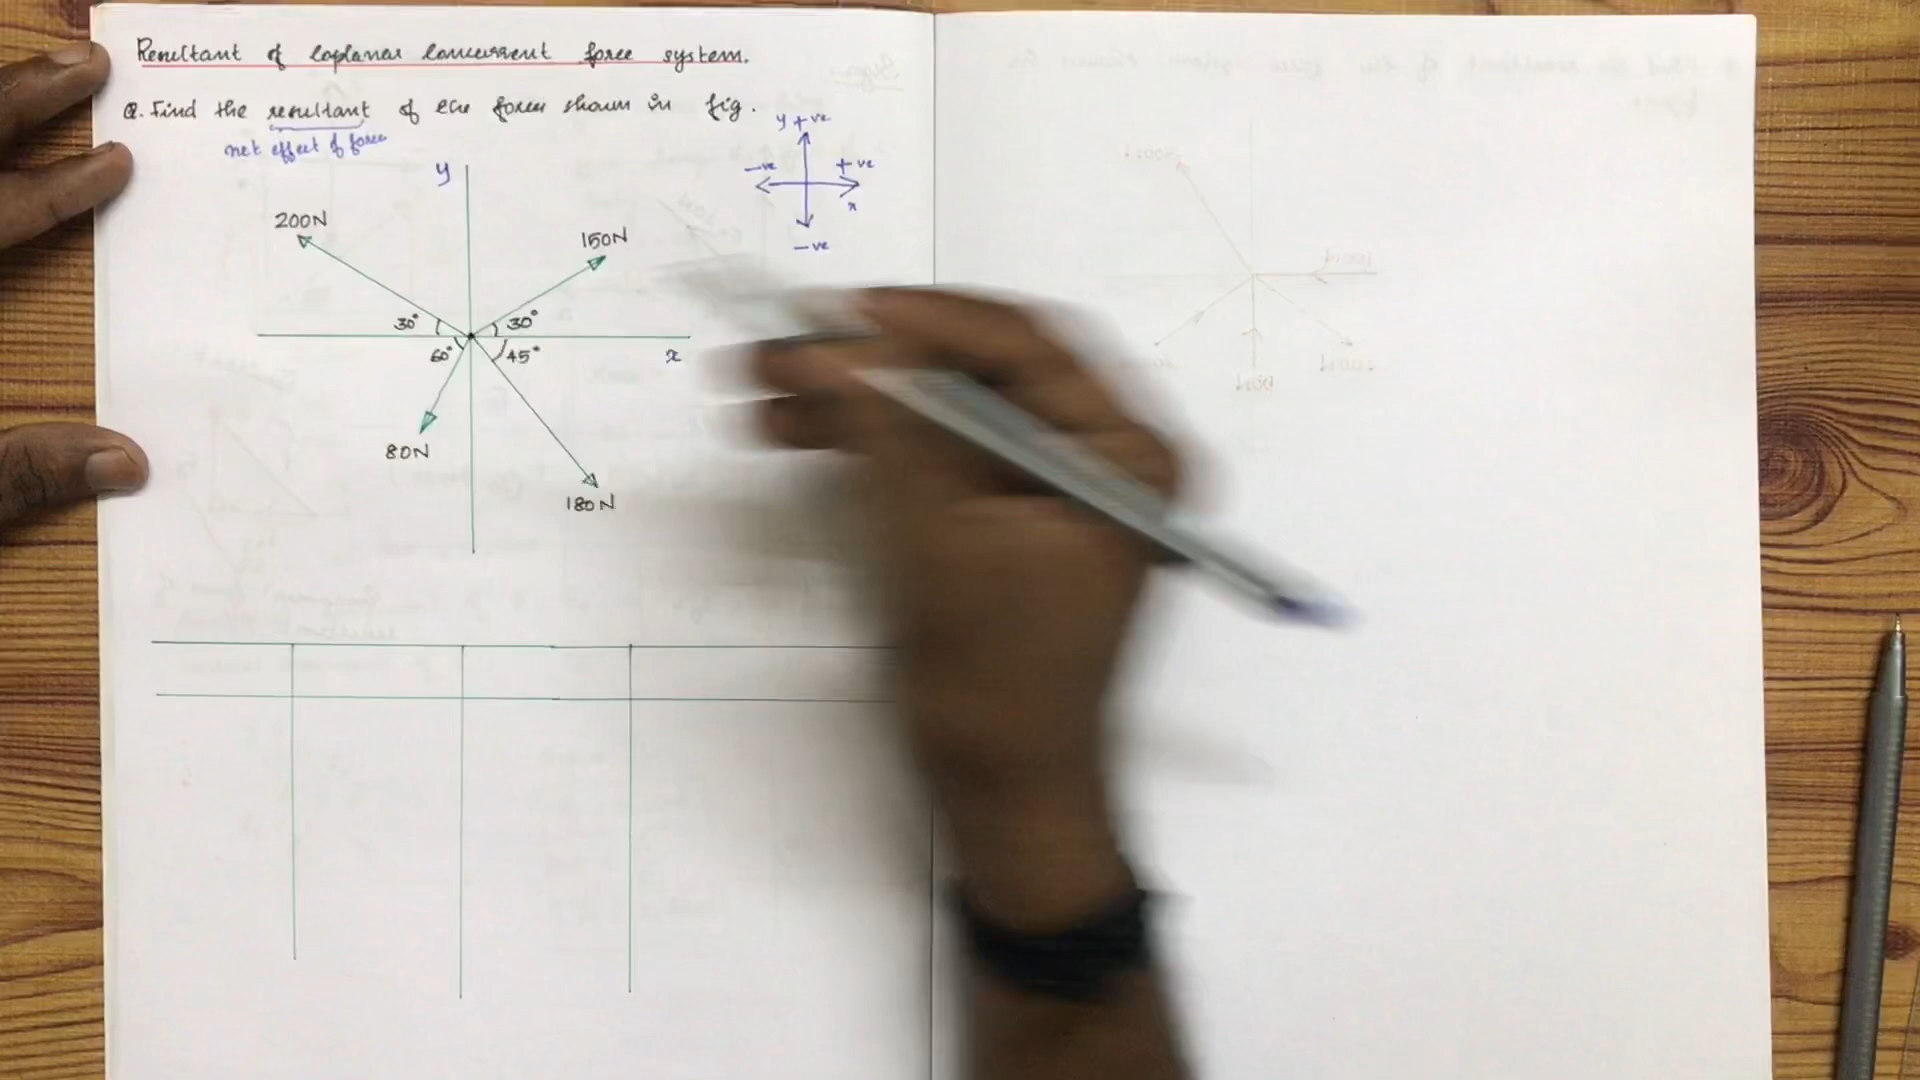 Resultant of coplanar concurrent force system.
Q. Find the resultant of the forces shown in fig.
net effect of force
y +ve
-ve
+ve
x
-ve
y
200N
150N
30°
30°
60°
45°
x
80N
180N